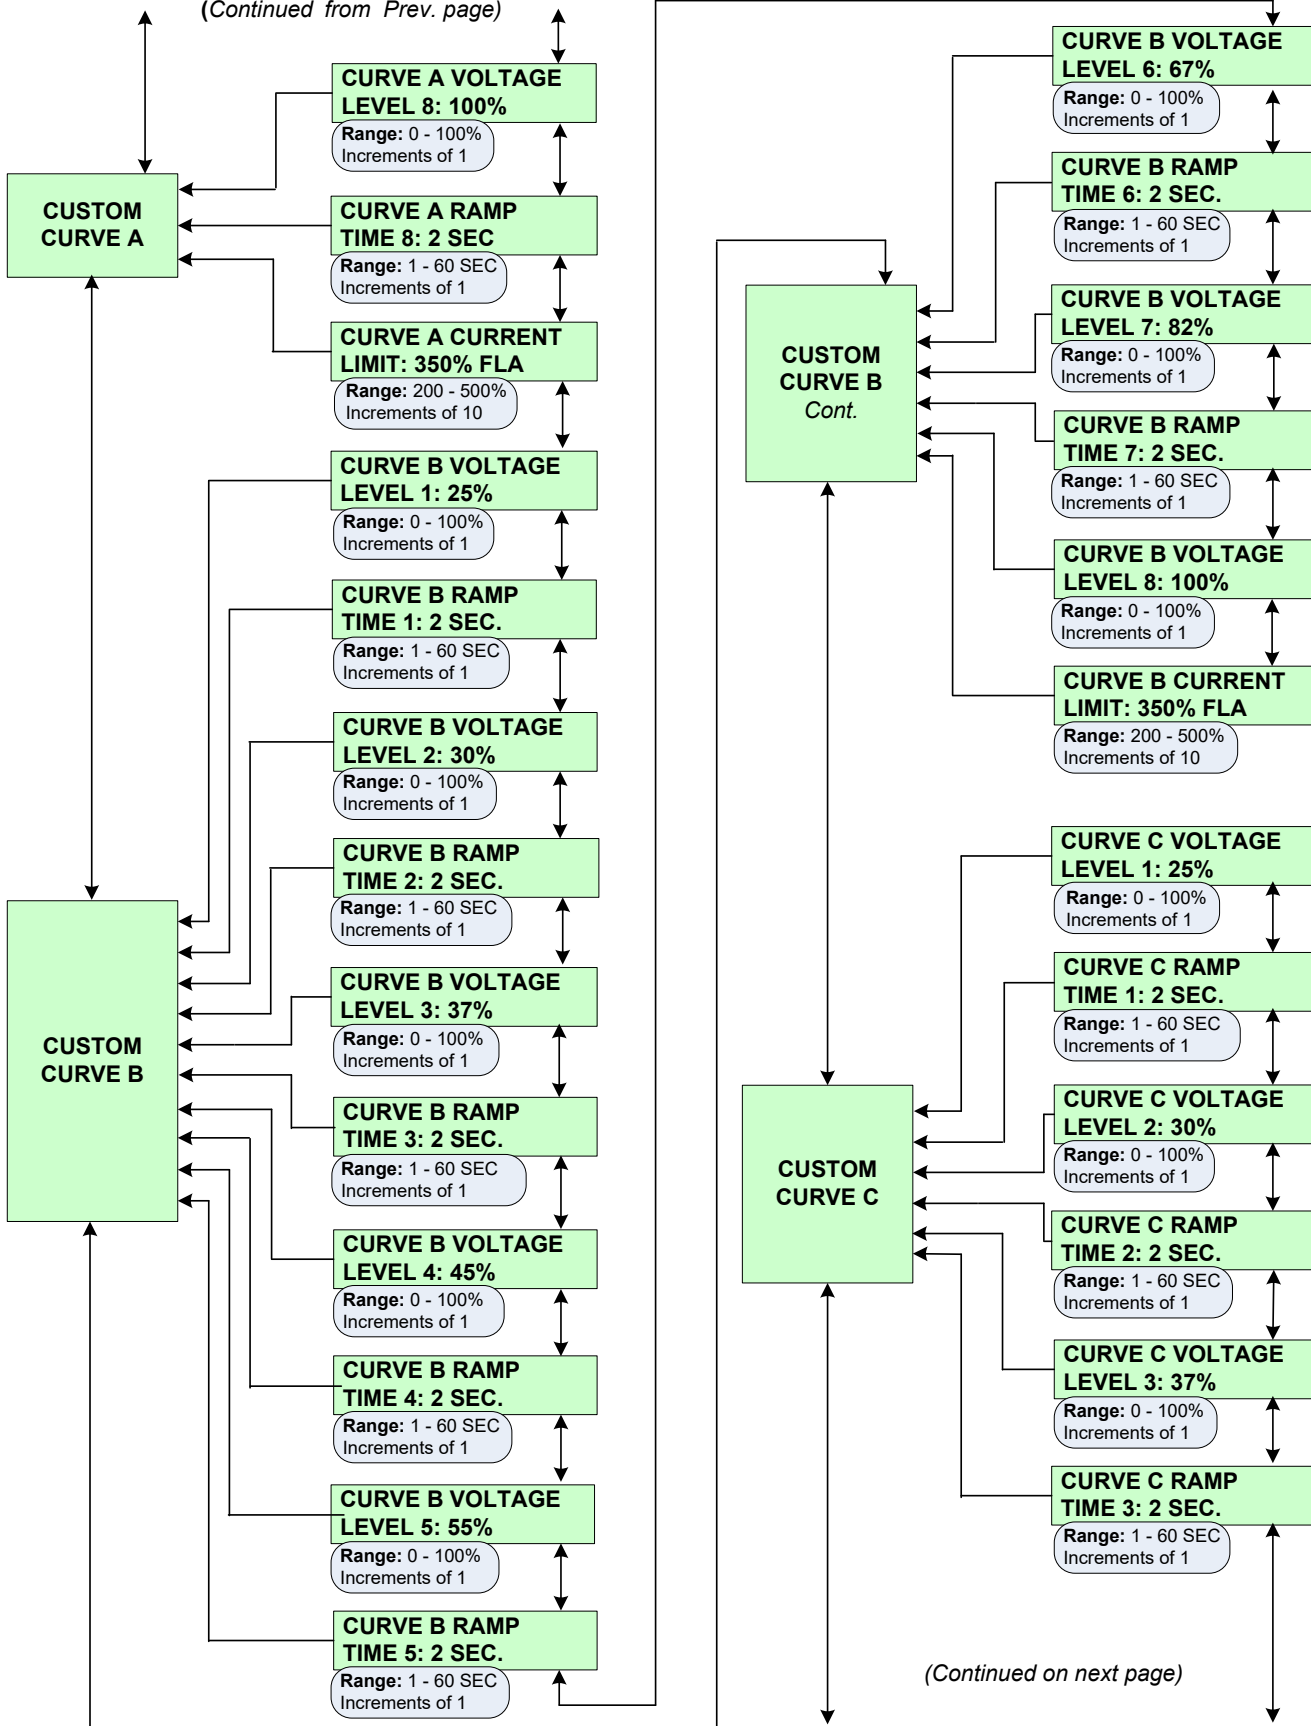 (Continued from Prev. page)
CURVE A VOLTAGE
LEVEL 8: 100%
Range: 0 - 100%
Increments of 1
CUSTOM
CURVE A
CURVE A RAMP
TIME 8: 2 SEC
Range: 1 - 60 SEC
Increments of 1
CURVE A CURRENT
LIMIT: 350% FLA
Range: 200 - 500%
Increments of 10
CURVE B VOLTAGE
LEVEL 1: 25%
Range: 0 - 100%
Increments of 1
CURVE B RAMP
TIME 1: 2 SEC.
Range: 1 - 60 SEC
Increments of 1
CURVE B VOLTAGE
LEVEL 2: 30%
Range: 0 - 100%
Increments of 1
CURVE B RAMP
TIME 2: 2 SEC.
Range: 1 - 60 SEC
Increments of 1
CURVE B VOLTAGE
LEVEL 3: 37%
Range: 0 - 100%
Increments of 1
CUSTOM
CURVE B
CURVE B RAMP
TIME 3: 2 SEC.
Range: 1 - 60 SEC
Increments of 1
CURVE B VOLTAGE
LEVEL 4: 45%
Range: 0 - 100%
Increments of 1
CURVE B RAMP
TIME 4: 2 SEC.
Range: 1 - 60 SEC
Increments of 1
CURVE B VOLTAGE
LEVEL 5: 55%
Range: 0 - 100%
Increments of 1
CURVE B RAMP
TIME 5: 2 SEC.
Range: 1 - 60 SEC
Increments of 1
CURVE B VOLTAGE
LEVEL 6: 67%
Range: 0 - 100%
Increments of 1
CURVE B RAMP
TIME 6: 2 SEC.
Range: 1 - 60 SEC
Increments of 1
CURVE B VOLTAGE
LEVEL 7: 82%
Range: 0 - 100%
Increments of 1
CUSTOM
CURVE B
Cont.
CURVE B RAMP
TIME 7: 2 SEC.
Range: 1 - 60 SEC
Increments of 1
CURVE B VOLTAGE
LEVEL 8: 100%
Range: 0 - 100%
Increments of 1
CURVE B CURRENT
LIMIT: 350% FLA
Range: 200 - 500%
Increments of 10
CURVE C VOLTAGE
LEVEL 1: 25%
Range: 0 - 100%
Increments of 1
CURVE C RAMP
TIME 1: 2 SEC.
Range: 1 - 60 SEC
Increments of 1
CURVE C VOLTAGE
LEVEL 2: 30%
Range: 0 - 100%
Increments of 1
CUSTOM
CURVE C
CURVE C RAMP
TIME 2: 2 SEC.
Range: 1 - 60 SEC
Increments of 1
CURVE C VOLTAGE
LEVEL 3: 37%
Range: 0 - 100%
Increments of 1
CURVE C RAMP
TIME 3: 2 SEC.
Range: 1 - 60 SEC
Increments of 1
(Continued on next page)